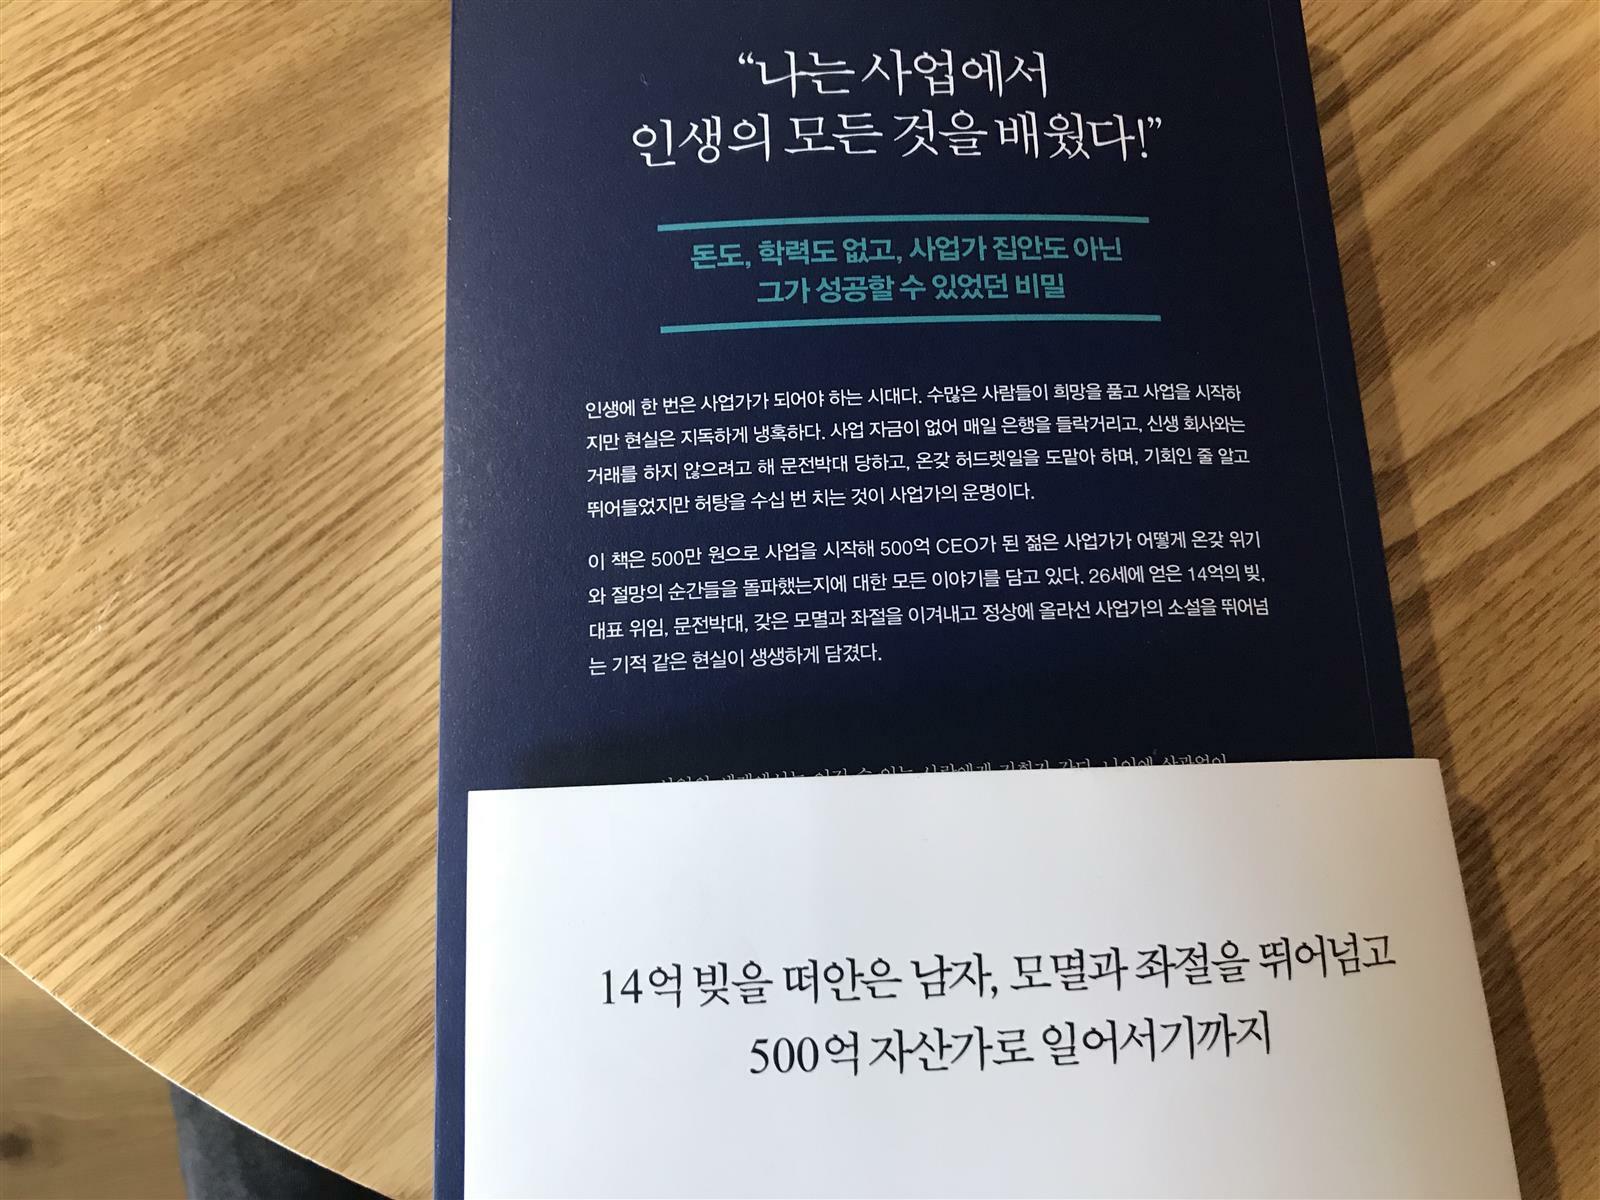 “나는 사업에서
인생의 모든 것을 배웠다!”
돈도, 학력도 없고, 사업가 집안도 아닌
그가 성공할 수 있었던 비밀
인생에 한 번은 사업가가 되어야 하는 시대다. 수많은 사람들이 희망을 품고 사업을 시작하
지만 현실은 지독하게 냉혹하다. 사업 자금이 없어 매일 은행을 들락거리고, 신생 회사와는
거래를 하지 않으려고 해 문전박대 당하고, 온갖 허드렛일을 도맡아 하며, 기회인 줄 알고
뛰어들었지만 허탕을 수십 번 치는 것이 사업가의 운명이다.
이 책은 500만 원으로 사업을 시작해 500억 CEO가 된 젊은 사업가가 어떻게 온갖 위기
와 절망의 순간들을 돌파했는지에 대한 모든 이야기를 담고 있다. 26세에 얻은 14억의 빚,
대표 위임, 문전박대, 갖은 모멸과 좌절을 이겨내고 정상에 올라선 사업가의 소설을 뛰어넘
는 기적 같은 현실이 생생하게 담겼다.
14억 빚을 떠안은 남자, 모멸과 좌절을 뛰어넘고
500억 자산가로 일어서기까지